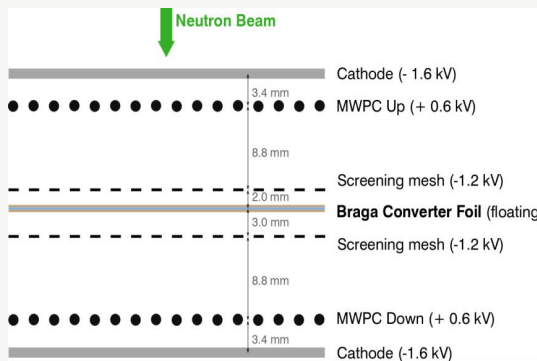 Neutron Beam
Cathode (- 1.6 kV)
3.4 mm
MWPC Up (+ 0.6 kV)
8.8 mm
Screening mesh (-1.2 kV)
2.0 mm
Braga Converter Foil (floating
3.0 mm
Screening mesh (-1.2 kV)
8.8 mm
MWPC Down (+ 0.6 kV)
3.4 mm
Cathode (-1.6 kV)